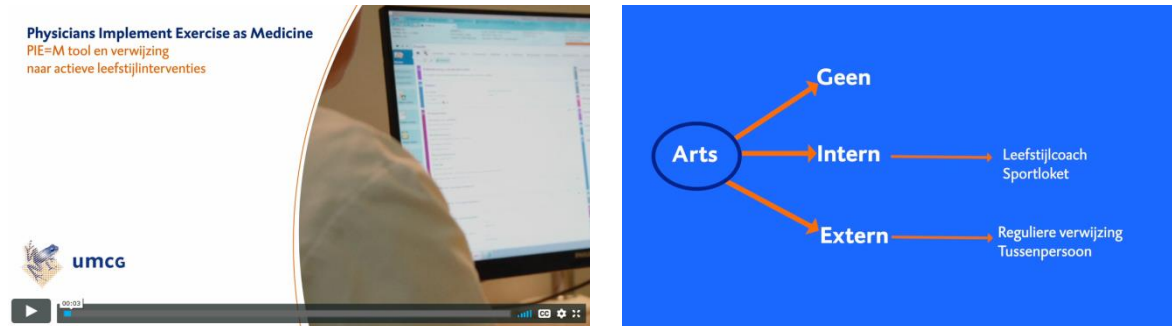 Physicians Implement Exercise as Medicine
PIE=M tool en verwijzing
naar actieve leefstijlinterventies
umcg
00:03
CC
Geen
Arts
Intern
Leefstijlcoach
Sportloket
Extern
Reguliere verwijzing
Tussenpersoon